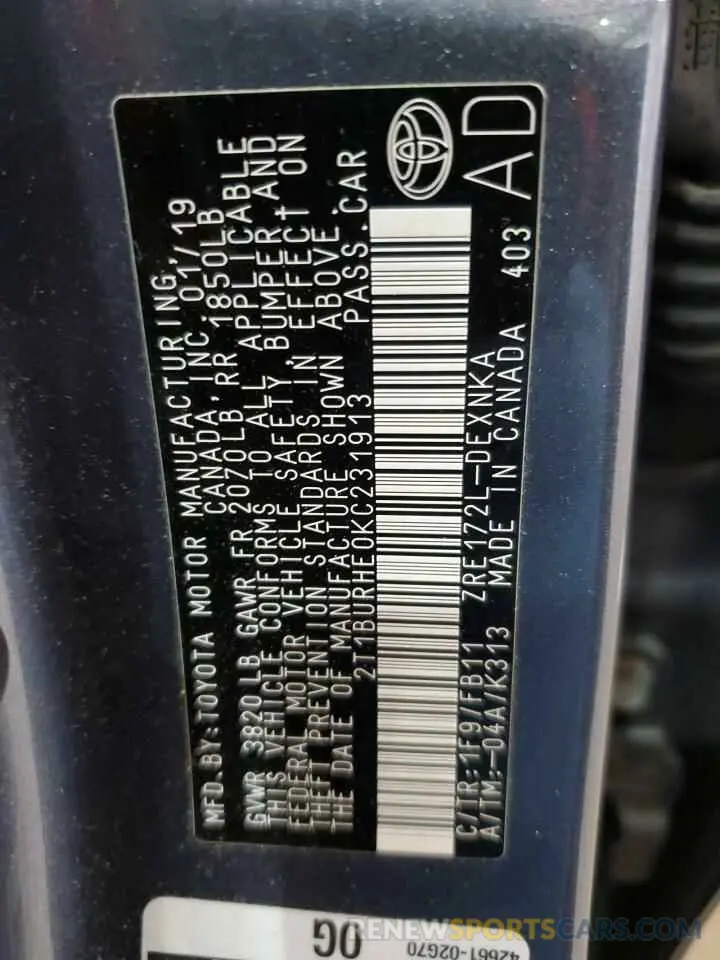 MFD.BY:TOYOTA MOTOR MANUFACTURING,
CANADA, INC. 01/19
GVWR 3820 LB GAWR FR 2070LB, RR 1850LB
THIS VEHICLE CONFORMS TO ALL APPLICABLE
FEDERAL MOTOR VEHICLE SAFETY, BUMPER AND
THEFT PREVENTION STANDARDS IN EFFECT ON
THE DATE OF MANUFACTURE SHOWN ABOVE.
2T1BURHE0KC231913 PASS.CAR
C/TR:1F9/FB11 ZRE172L-DEXNKA
A/TM:-04A/K313 MADE IN CANADA 403
AD
0G
42661-02G70
RENEWSPORTSCARS.COM